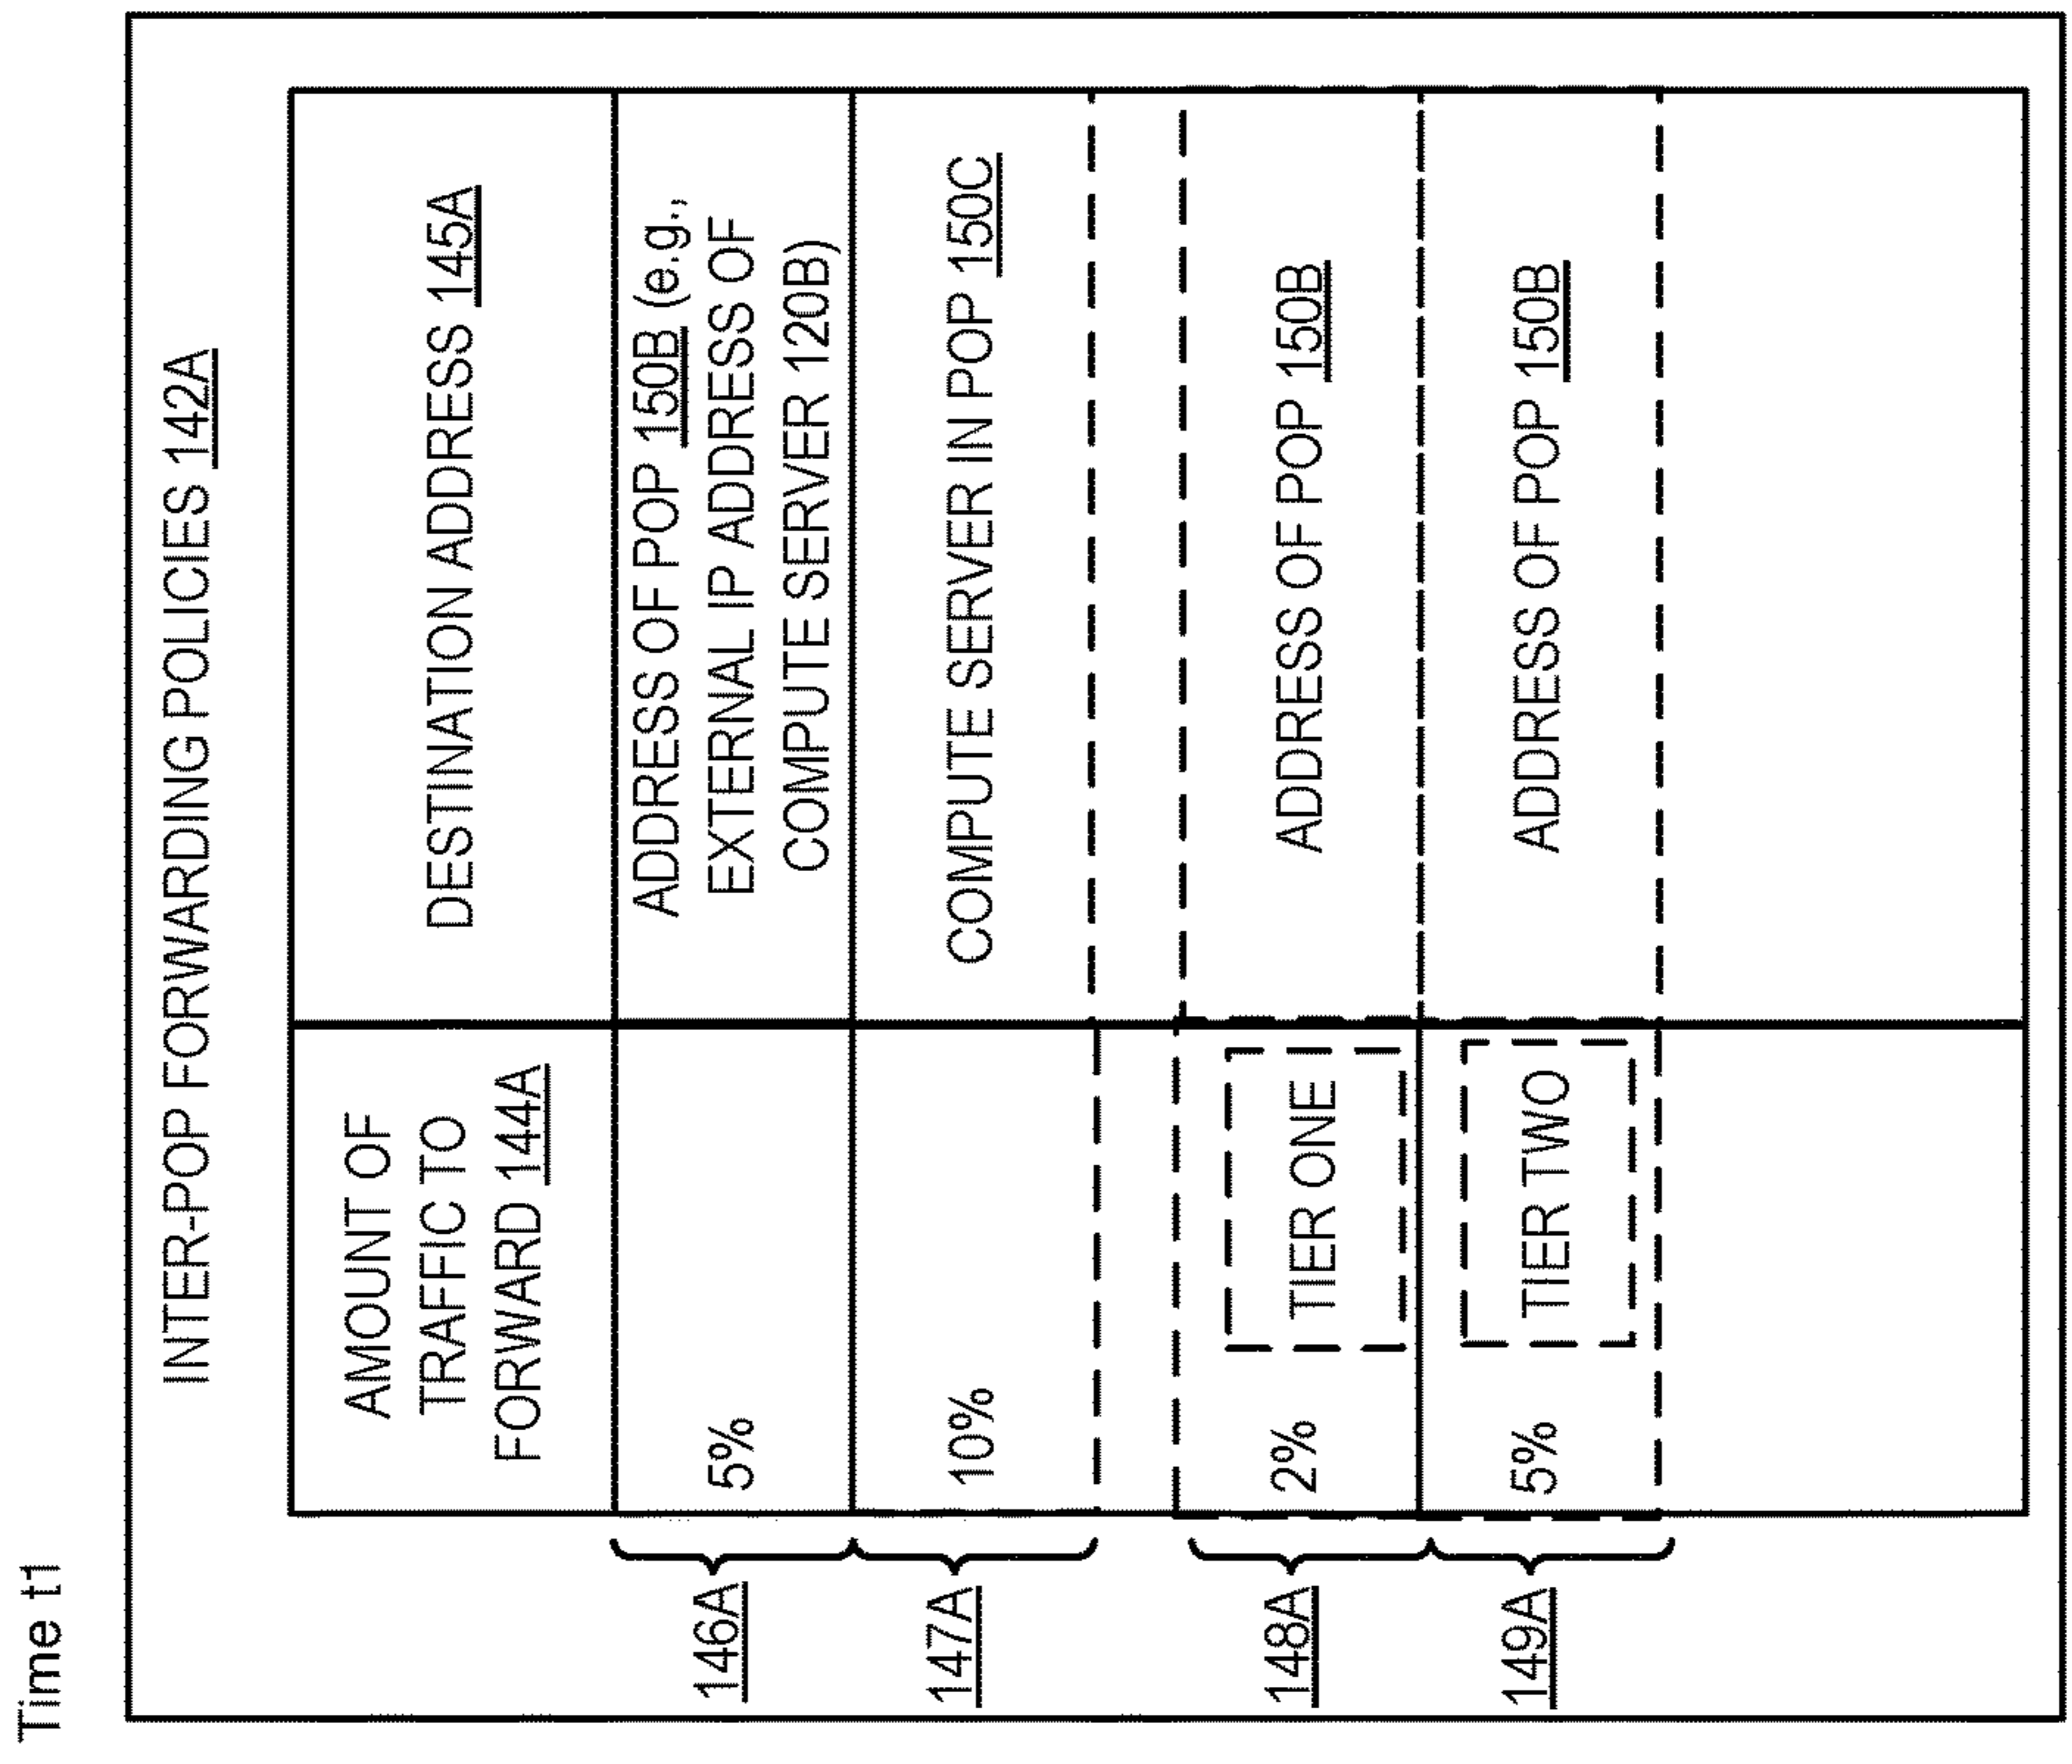 Time t1
INTER-POP FORWARDING POLICIES 142A
AMOUNT OF
TRAFFIC TO
FORWARD 144A
DESTINATION ADDRESS 145A
146A
5%
ADDRESS OF POP 150B (e.g.,
EXTERNAL IP ADDRESS OF
COMPUTE SERVER 120B)
147A
10%
COMPUTE SERVER IN POP 150C
148A
2%
TIER ONE
ADDRESS OF POP 150B
149A
5%
TIER TWO
ADDRESS OF POP 150B